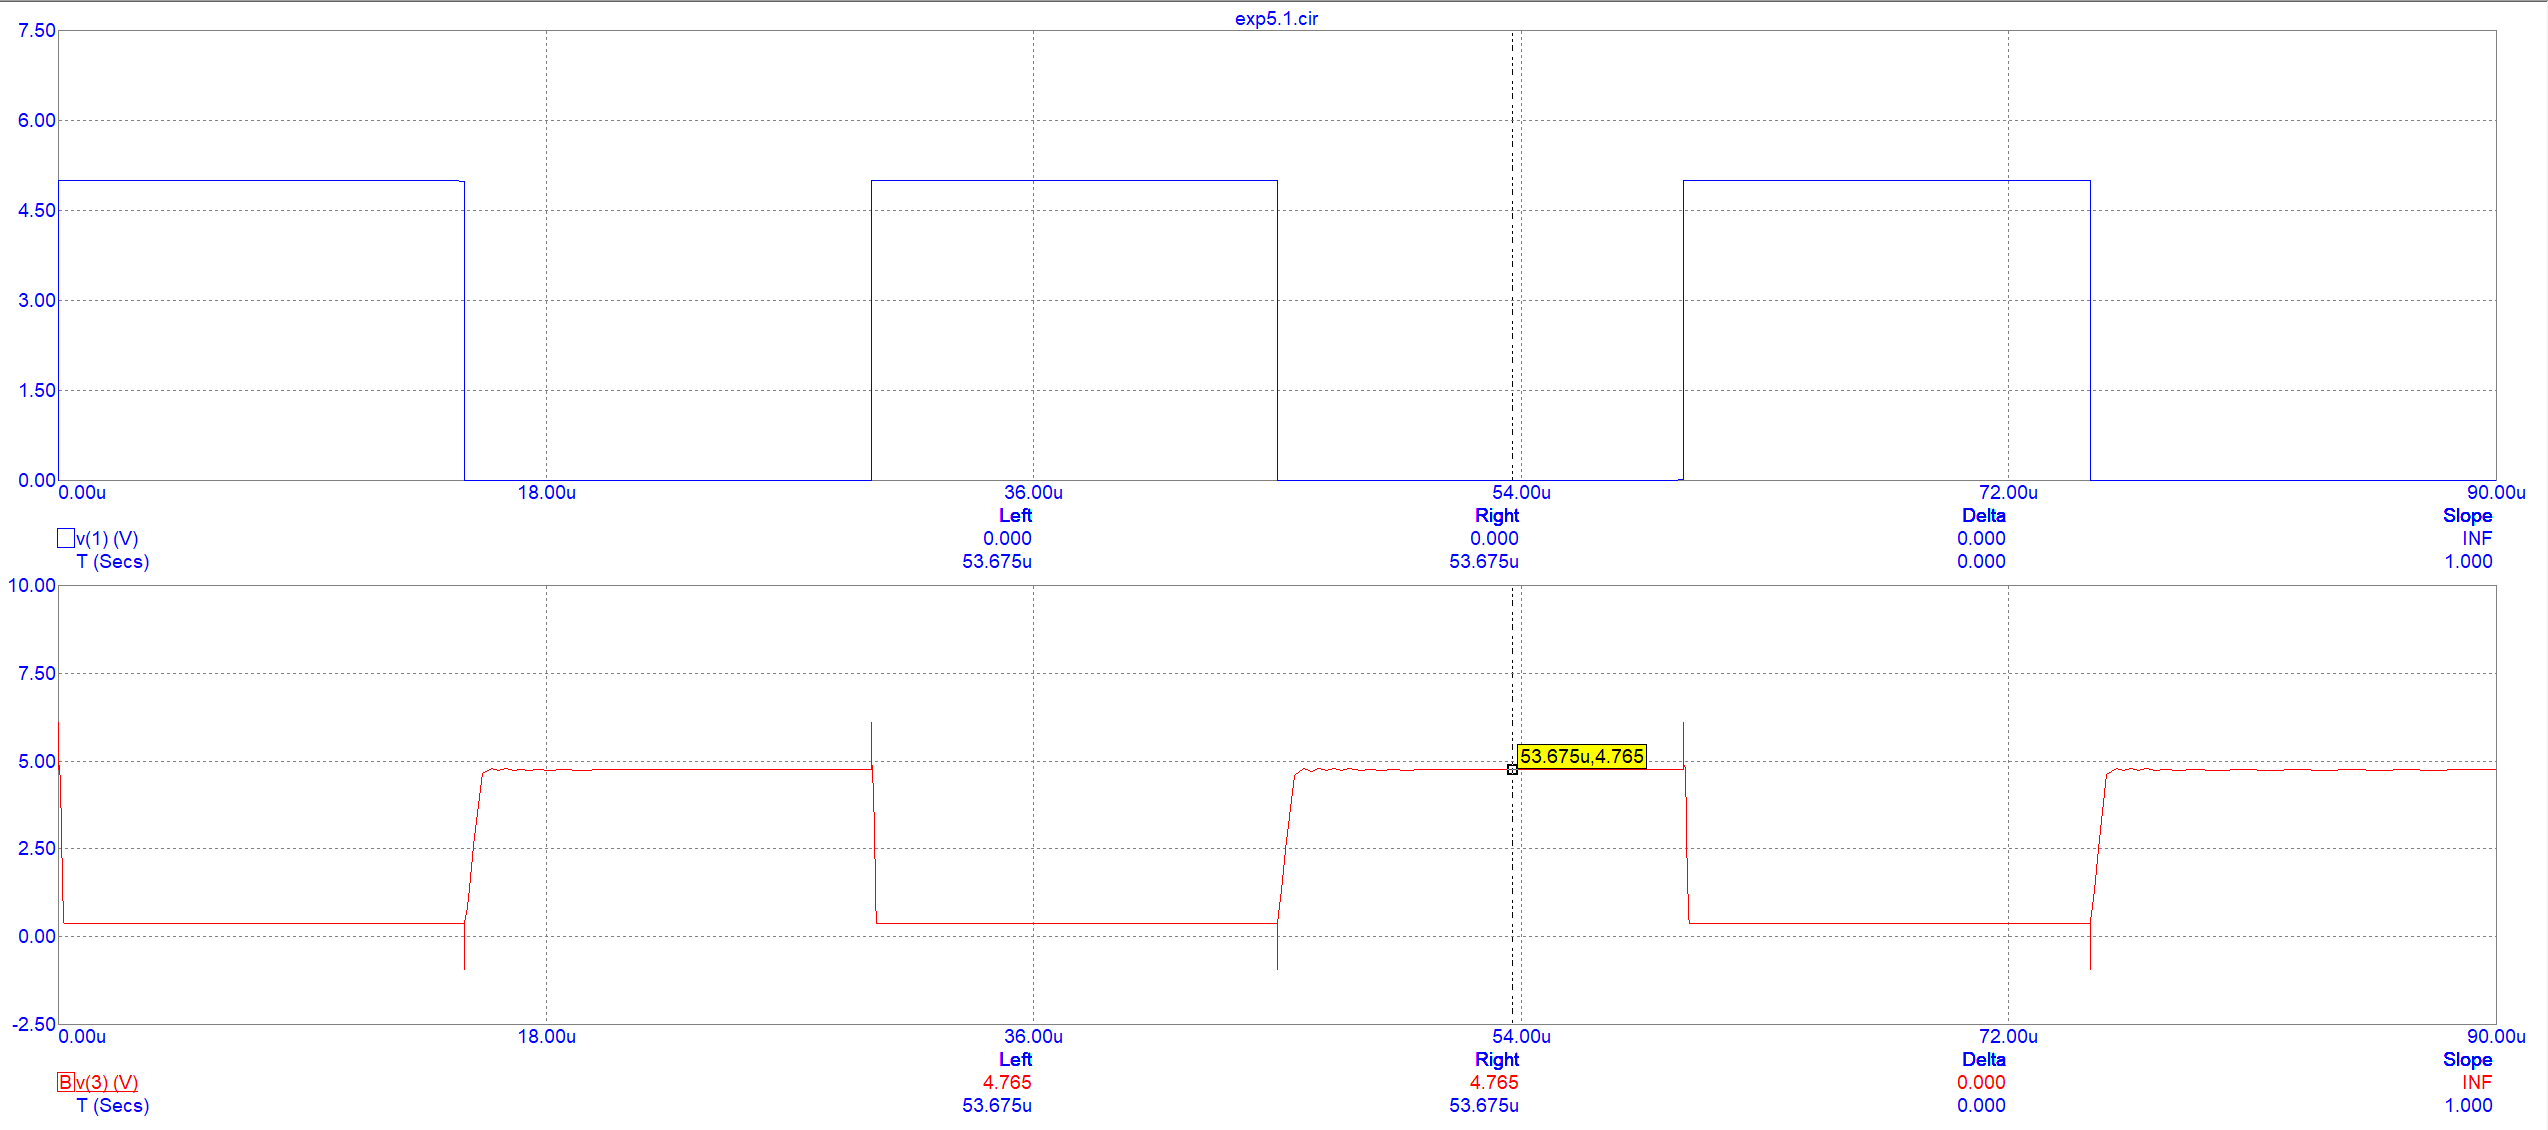 exp5.1.cir
7.50
6.00
4.50
3.00
1.50
0.00
0.00u 18.00u 36.00u 54.00u 72.00u 90.00u
Left Right Delta Slope
v(1) (V) 0.000 0.000 0.000 INF
T (Secs) 53.675u 53.675u 0.000 1.000
10.00
7.50
5.00
53.675u,4.765
2.50
0.00
-2.50
0.00u 18.00u 36.00u 54.00u 72.00u 90.00u
Left Right Delta Slope
B v(3) (V) 4.765 4.765 0.000 INF
T (Secs) 53.675u 53.675u 0.000 1.000